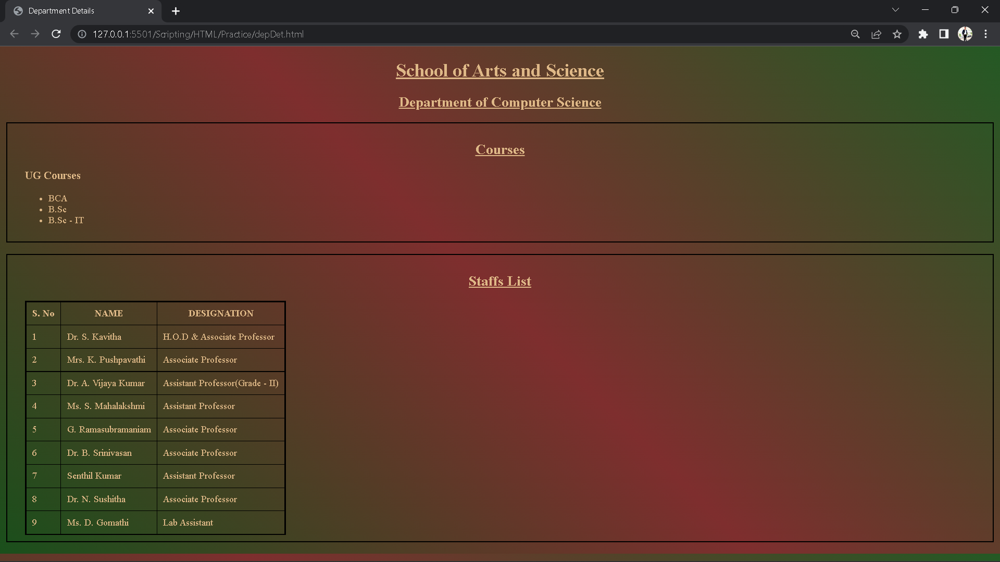 Department Details
127.0.0.1:5501/Scripting/HTML/Practice/depDet.html
School of Arts and Science
Department of Computer Science
Courses
UG Courses
• BCA
• B.Sc
• B.Sc - IT
Staffs List
S. No NAME DESIGNATION
1 Dr. S. Kavitha H.O.D & Associate Professor
2 Mrs. K. Pushpavathi Associate Professor
3 Dr. A. Vijaya Kumar Assistant Professor(Grade - II)
4 Ms. S. Mahalakshmi Assistant Professor
5 G. Ramasubramaniam Associate Professor
6 Dr. B. Srinivasan Associate Professor
7 Senthil Kumar Assistant Professor
8 Dr. N. Sushitha Associate Professor
9 Ms. D. Gomathi Lab Assistant